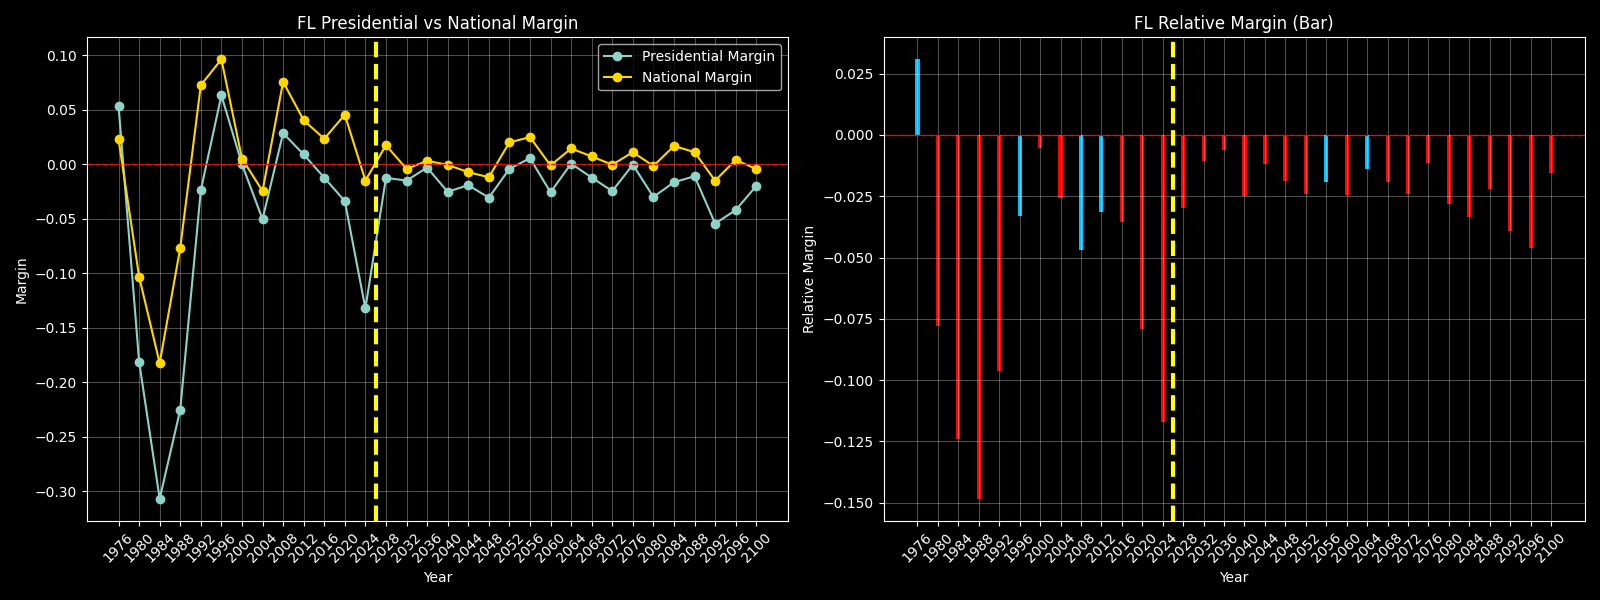 FL Presidential vs National Margin
Presidential Margin
National Margin
0.10
0.05
0.00
−0.05
−0.10
−0.15
−0.20
−0.25
−0.30
Margin
1976 1980 1984 1988 1992 1996 2000 2004 2008 2012 2016 2020 2024 2028 2032 2036 2040 2044 2048 2052 2056 2060 2064 2068 2072 2076 2080 2084 2088 2092 2096 2100
Year
FL Relative Margin (Bar)
0.025
0.000
−0.025
−0.050
−0.075
−0.100
−0.125
−0.150
Relative Margin
1976 1980 1984 1988 1992 1996 2000 2004 2008 2012 2016 2020 2024 2028 2032 2036 2040 2044 2048 2052 2056 2060 2064 2068 2072 2076 2080 2084 2088 2092 2096 2100
Year